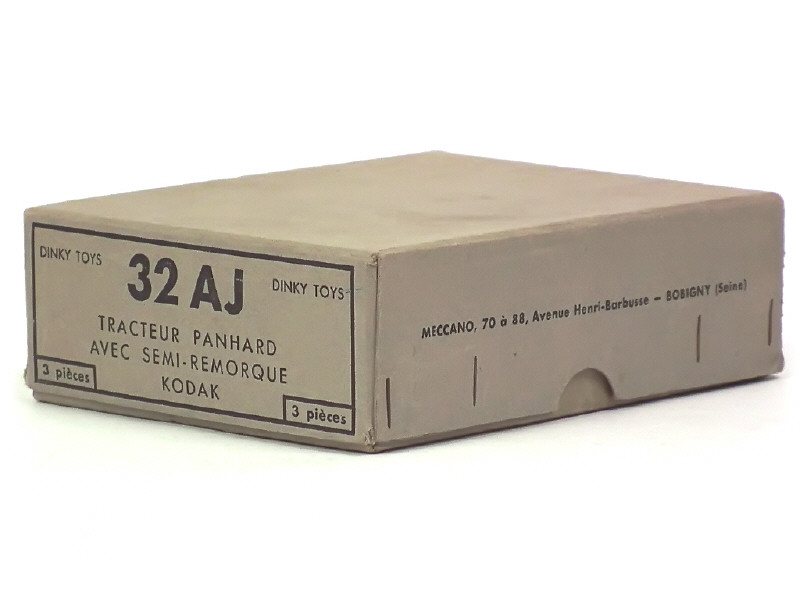 DINKY TOYS 32 AJ DINKY TOYS
TRACTEUR PANHARD
AVEC SEMI-REMORQUE
KODAK
3 pièces
3 pièces
MECCANO, 70 à 88, Avenue Henri-Barbusse – BOBIGNY (Seine)